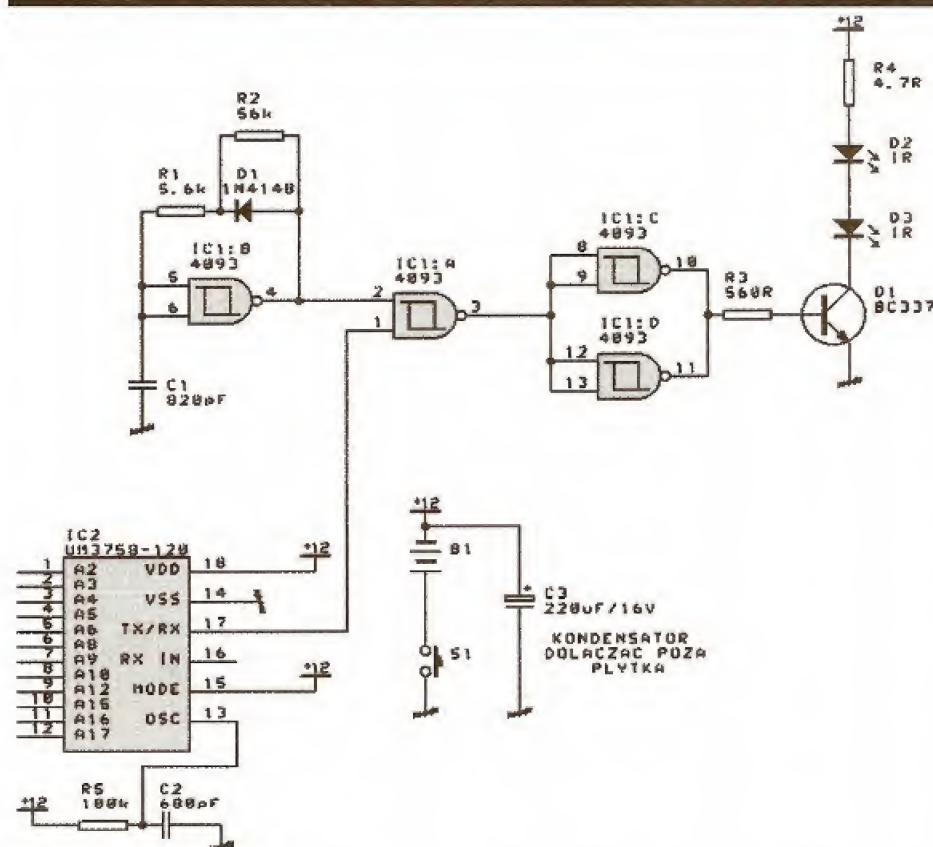 +12
R4
4.7R
D2
IR
D3
IR
D1
BC337
R2
56k
R1
5.6k
D1
1N4148
IC1:B
4093
5
6
4
C1
820pF
IC1:A
4093
2
1
3
IC1:C
4093
8
9
10
IC1:D
4093
12
13
11
R3
560R
IC2
UM3758-120
1 A2 VDD 18
+12
2 A3
3 A4 VSS 14
4 A5
5 A6 TX/RX 17
6 A8
7 A9 RX IN 16
8 A10
9 A12 MODE 15
+12
10 A15
11 A16 OSC 13
12 A17
+12
R5
100k
C2
680pF
+12
B1
S1
+
C3
220uF/16V
KONDENSATOR
DOLACZAC POZA
PLYTKA